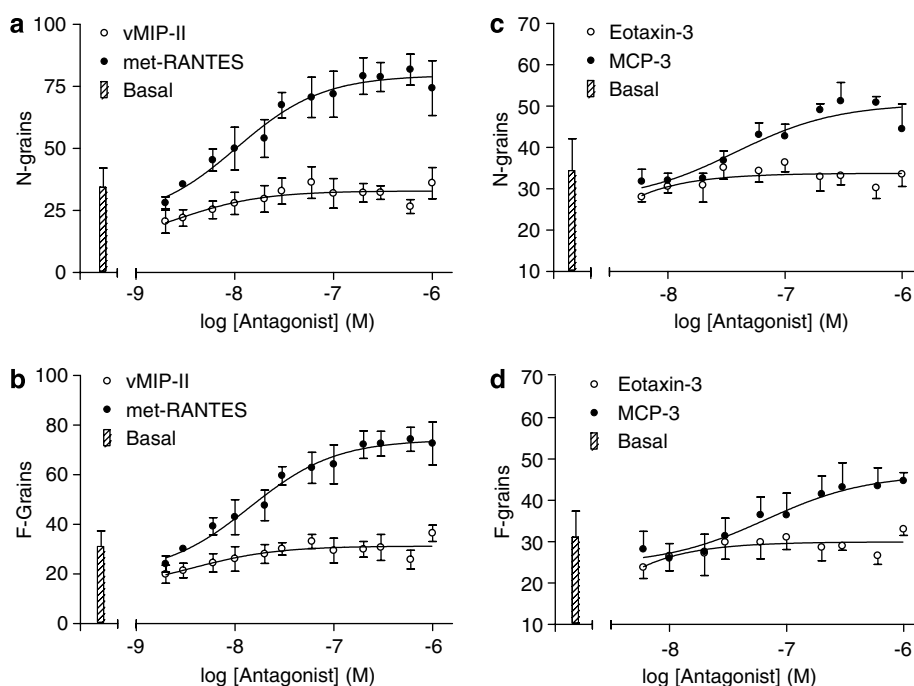 a
vMIP-II
met-RANTES
Basal
N-grains
100
75
50
25
0
-9
-8
-7
-6
log [Antagonist] (M)
c
Eotaxin-3
MCP-3
Basal
N-grains
70
60
50
40
30
20
10
-8
-7
-6
log [Antagonist] (M)
b
vMIP-II
met-RANTES
Basal
F-Grains
100
80
60
40
20
0
-9
-8
-7
-6
log [Antagonist] (M)
d
Eotaxin-3
MCP-3
Basal
F-grains
70
60
50
40
30
20
10
-8
-7
-6
log [Antagonist] (M)